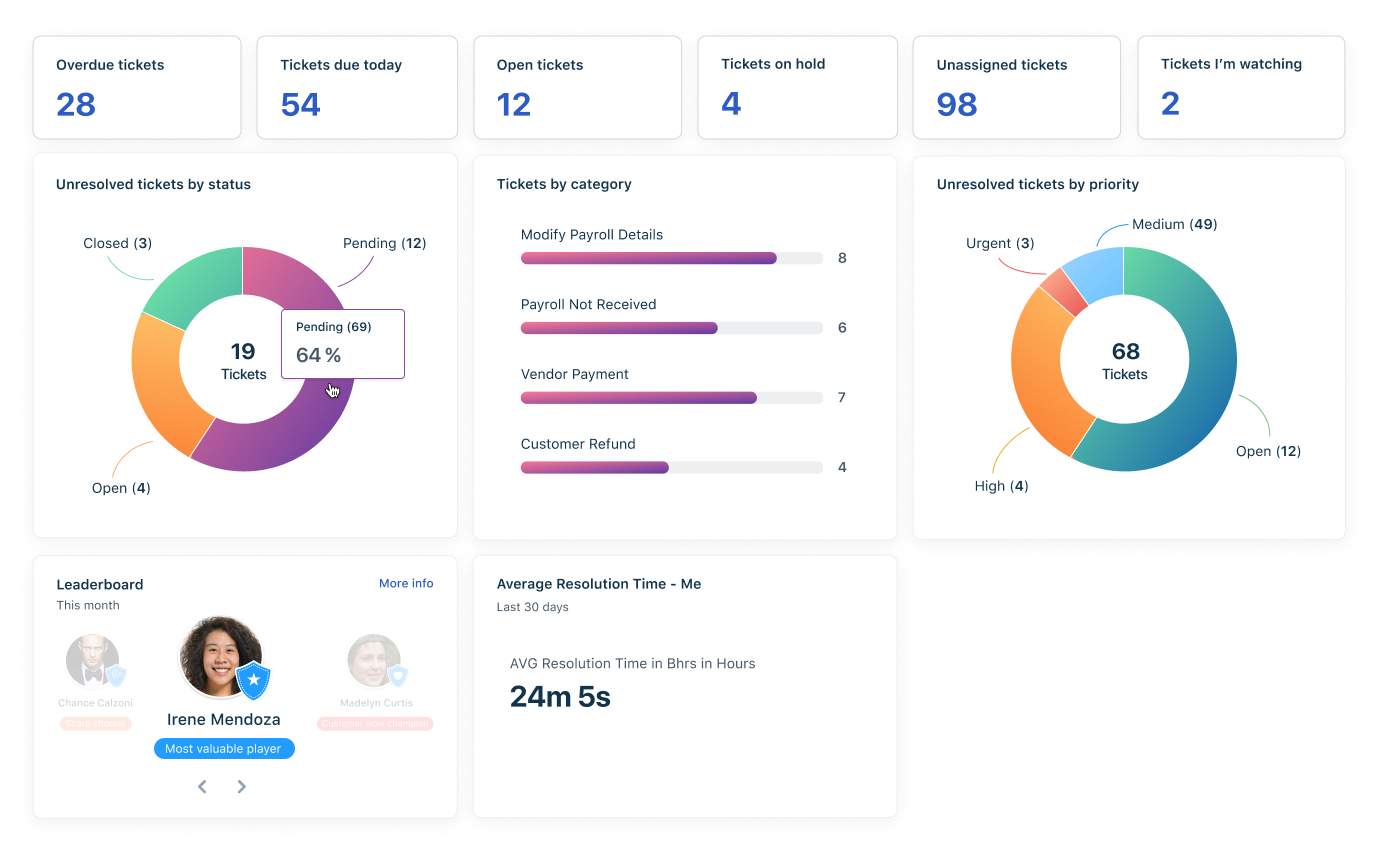 Overdue tickets
28
Tickets due today
54
Open tickets
12
Tickets on hold
4
Unassigned tickets
98
Tickets I’m watching
2
Unresolved tickets by status
Closed (3)
Pending (12)
Pending (69)
64 %
19
Tickets
Open (4)
Tickets by category
Modify Payroll Details
8
Payroll Not Received
6
Vendor Payment
7
Customer Refund
4
Unresolved tickets by priority
Medium (49)
Urgent (3)
68
Tickets
Open (12)
High (4)
Leaderboard
More info
This month
Chance Calzoni
Sharp shooter
Irene Mendoza
Most valuable player
Madelyn Curtis
Customer wow champion
Average Resolution Time - Me
Last 30 days
AVG Resolution Time in Bhrs in Hours
24m 5s